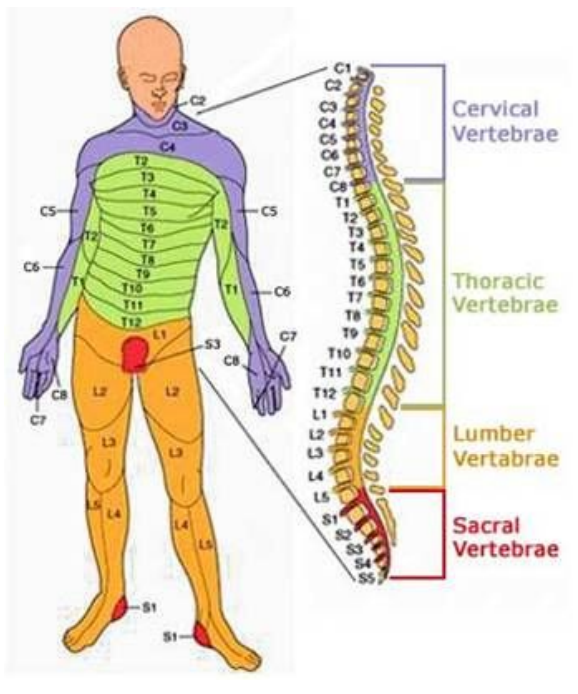 C2
C3
C4
T2
T3
T4
C5
T5
C5
T2
T6
T2
T7
T8
C6
T9
T1
T10
T1
C6
T11
T12
L1
S3
C7
C8
C8
C7
L2
L2
L3
L3
L5
L4
L4
L5
S1
S1
C1
C2
C3
C4
C5
C6
C7
C8
T1
T2
T3
T4
T5
T6
T7
T8
T9
T10
T11
T12
L1
L2
L3
L4
L5
S1
S2
S3
S4
S5
Cervical
Vertebrae
Thoracic
Vertebrae
Lumber
Vertabrae
Sacral
Vertebrae